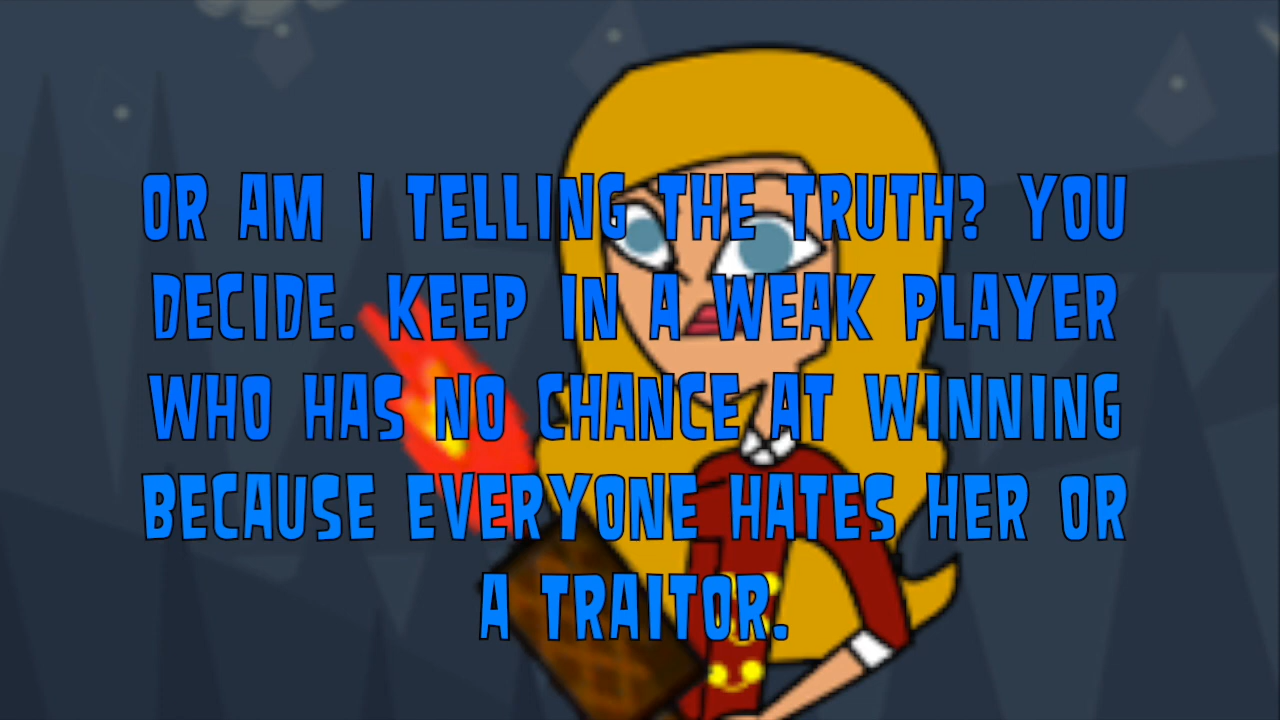 OR AM I TELLING THE TRUTH? YOU
DECIDE. KEEP IN A WEAK PLAYER
WHO HAS NO CHANCE AT WINNING
BECAUSE EVERYONE HATES HER OR
A TRAITOR.